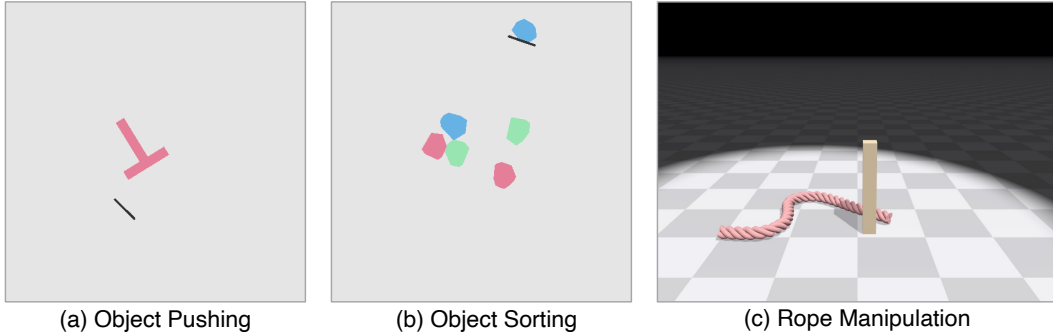 (a) Object Pushing
(b) Object Sorting
(c) Rope Manipulation